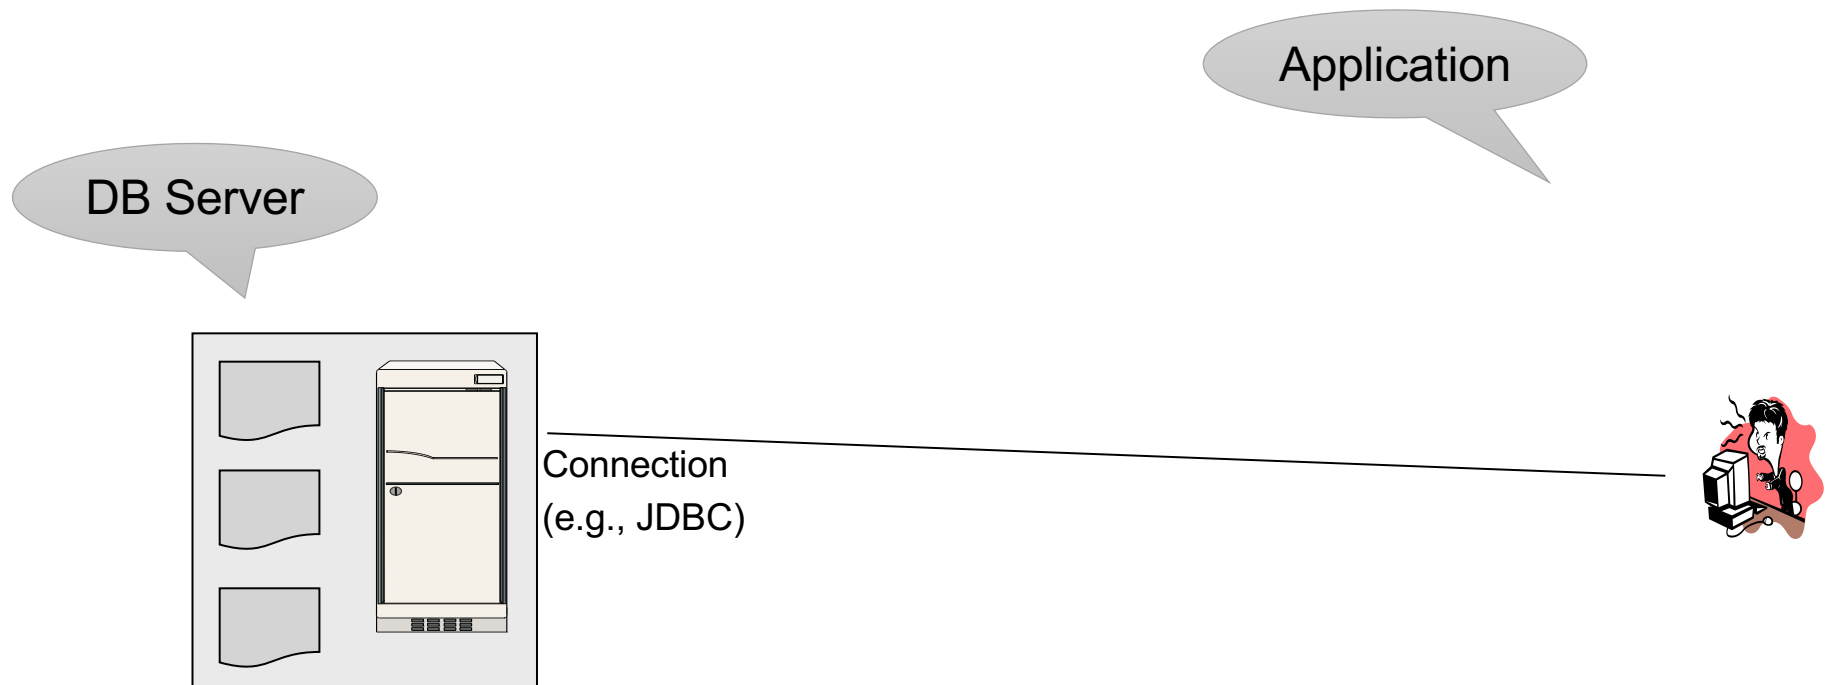 Application
DB Server
Connection
(e.g., JDBC)